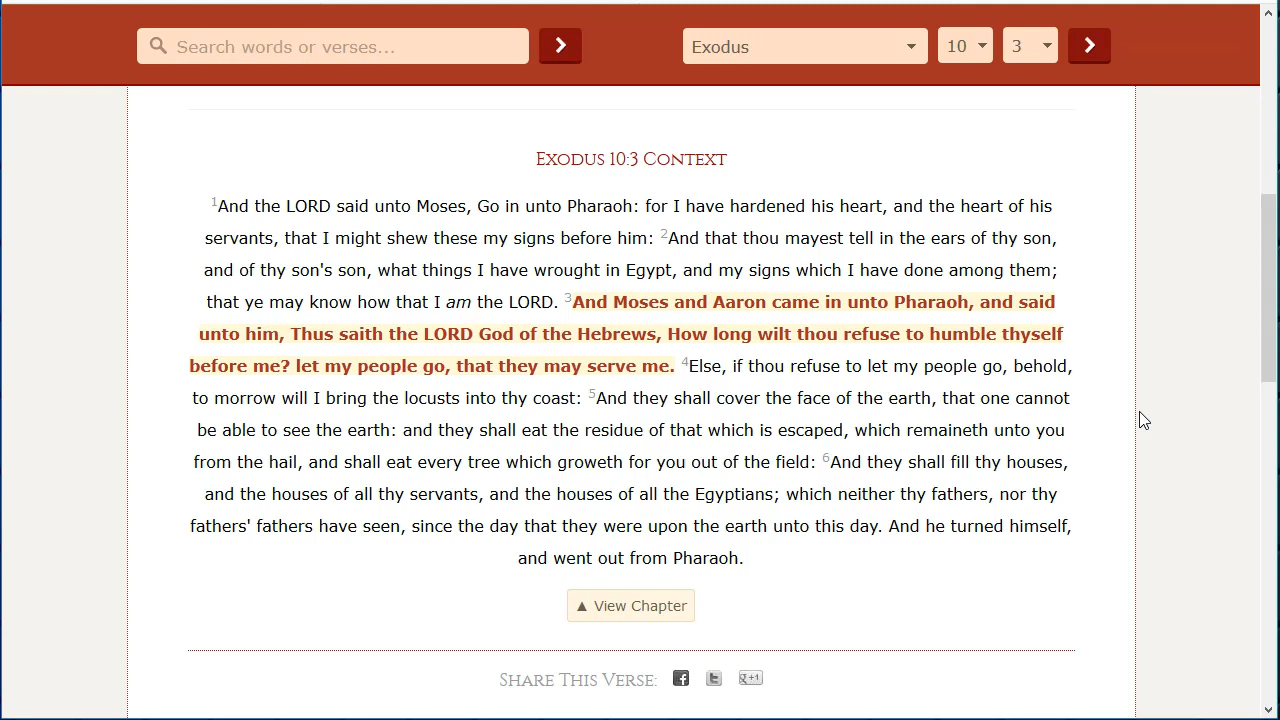 Search words or verses...
Exodus
10
3
Exodus 10:3 Context
1And the LORD said unto Moses, Go in unto Pharaoh: for I have hardened his heart, and the heart of his
servants, that I might shew these my signs before him: 2And that thou mayest tell in the ears of thy son,
and of thy son's son, what things I have wrought in Egypt, and my signs which I have done among them;
that ye may know how that I am the LORD. 3And Moses and Aaron came in unto Pharaoh, and said
unto him, Thus saith the LORD God of the Hebrews, How long wilt thou refuse to humble thyself
before me? let my people go, that they may serve me. 4Else, if thou refuse to let my people go, behold,
to morrow will I bring the locusts into thy coast: 5And they shall cover the face of the earth, that one cannot
be able to see the earth: and they shall eat the residue of that which is escaped, which remaineth unto you
from the hail, and shall eat every tree which groweth for you out of the field: 6And they shall fill thy houses,
and the houses of all thy servants, and the houses of all the Egyptians; which neither thy fathers, nor thy
fathers' fathers have seen, since the day that they were upon the earth unto this day. And he turned himself,
and went out from Pharaoh.
▲ View Chapter
Share This Verse:
f
t
g+1